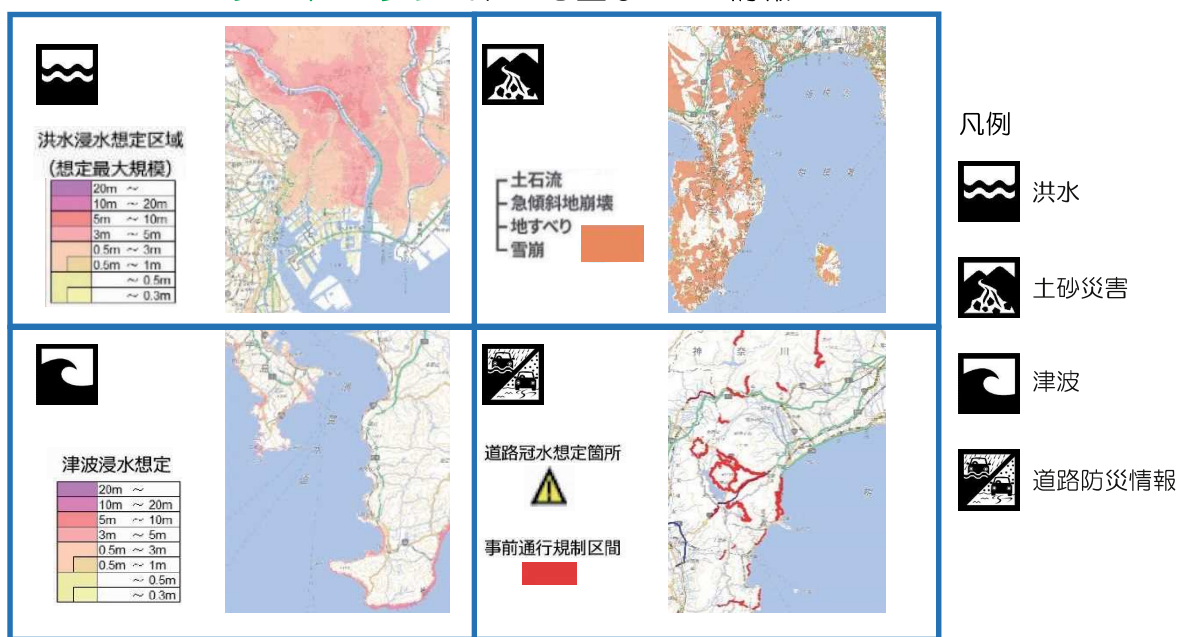 洪水浸水想定区域
(想定最大規模)
20m ～
10m ～ 20m
5m ～ 10m
3m ～ 5m
0.5m ～ 3m
0.5m ～ 1m
～ 0.5m
～ 0.3m
土石流
急傾斜地崩壊
地すべり
雪崩
津波浸水想定
20m ～
10m ～ 20m
5m ～ 10m
3m ～ 5m
0.5m ～ 3m
0.5m ～ 1m
～ 0.5m
～ 0.3m
道路冠水想定箇所
事前通行規制区間
神奈川
凡例
洪水
土砂災害
津波
道路防災情報